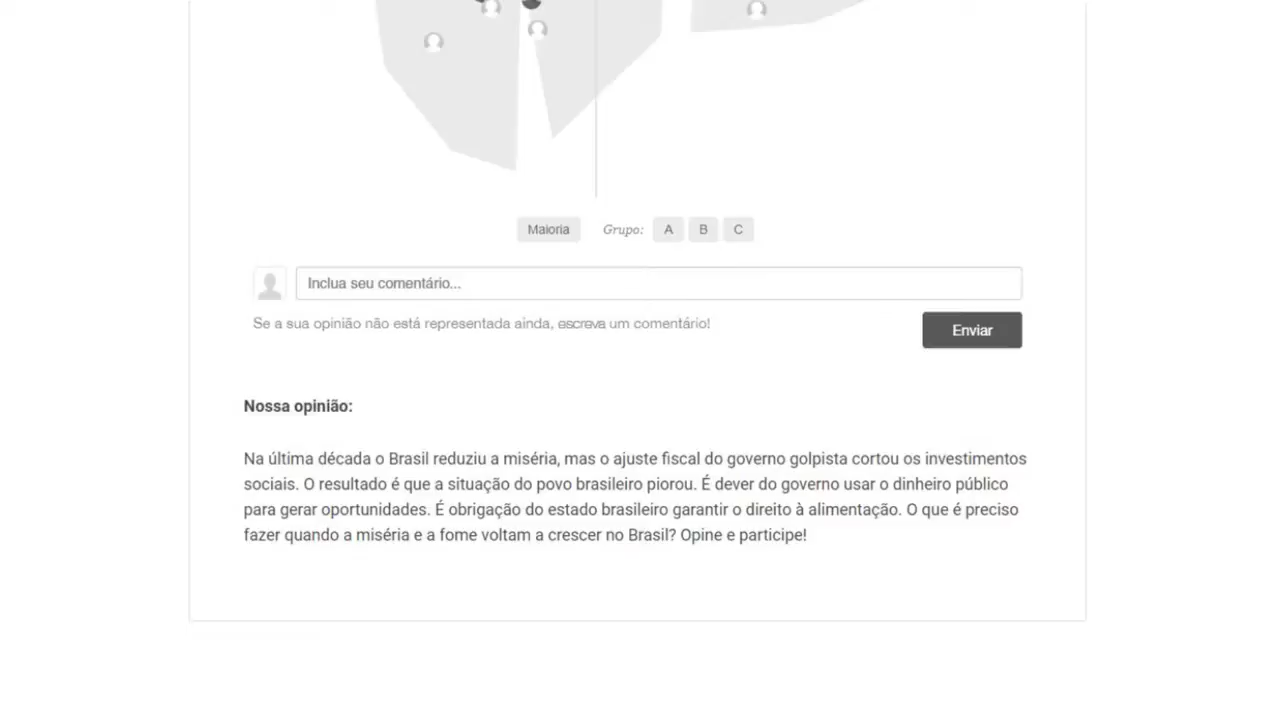 Maioria Grupo: A B C
Inclua seu comentário...
Se a sua opinião não está representada ainda, escreva um comentário!
Enviar
Nossa opinião:
Na última década o Brasil reduziu a miséria, mas o ajuste fiscal do governo golpista cortou os investimentos
sociais. O resultado é que a situação do povo brasileiro piorou. É dever do governo usar o dinheiro público
para gerar oportunidades. É obrigação do estado brasileiro garantir o direito à alimentação. O que é preciso
fazer quando a miséria e a fome voltam a crescer no Brasil? Opine e participe!